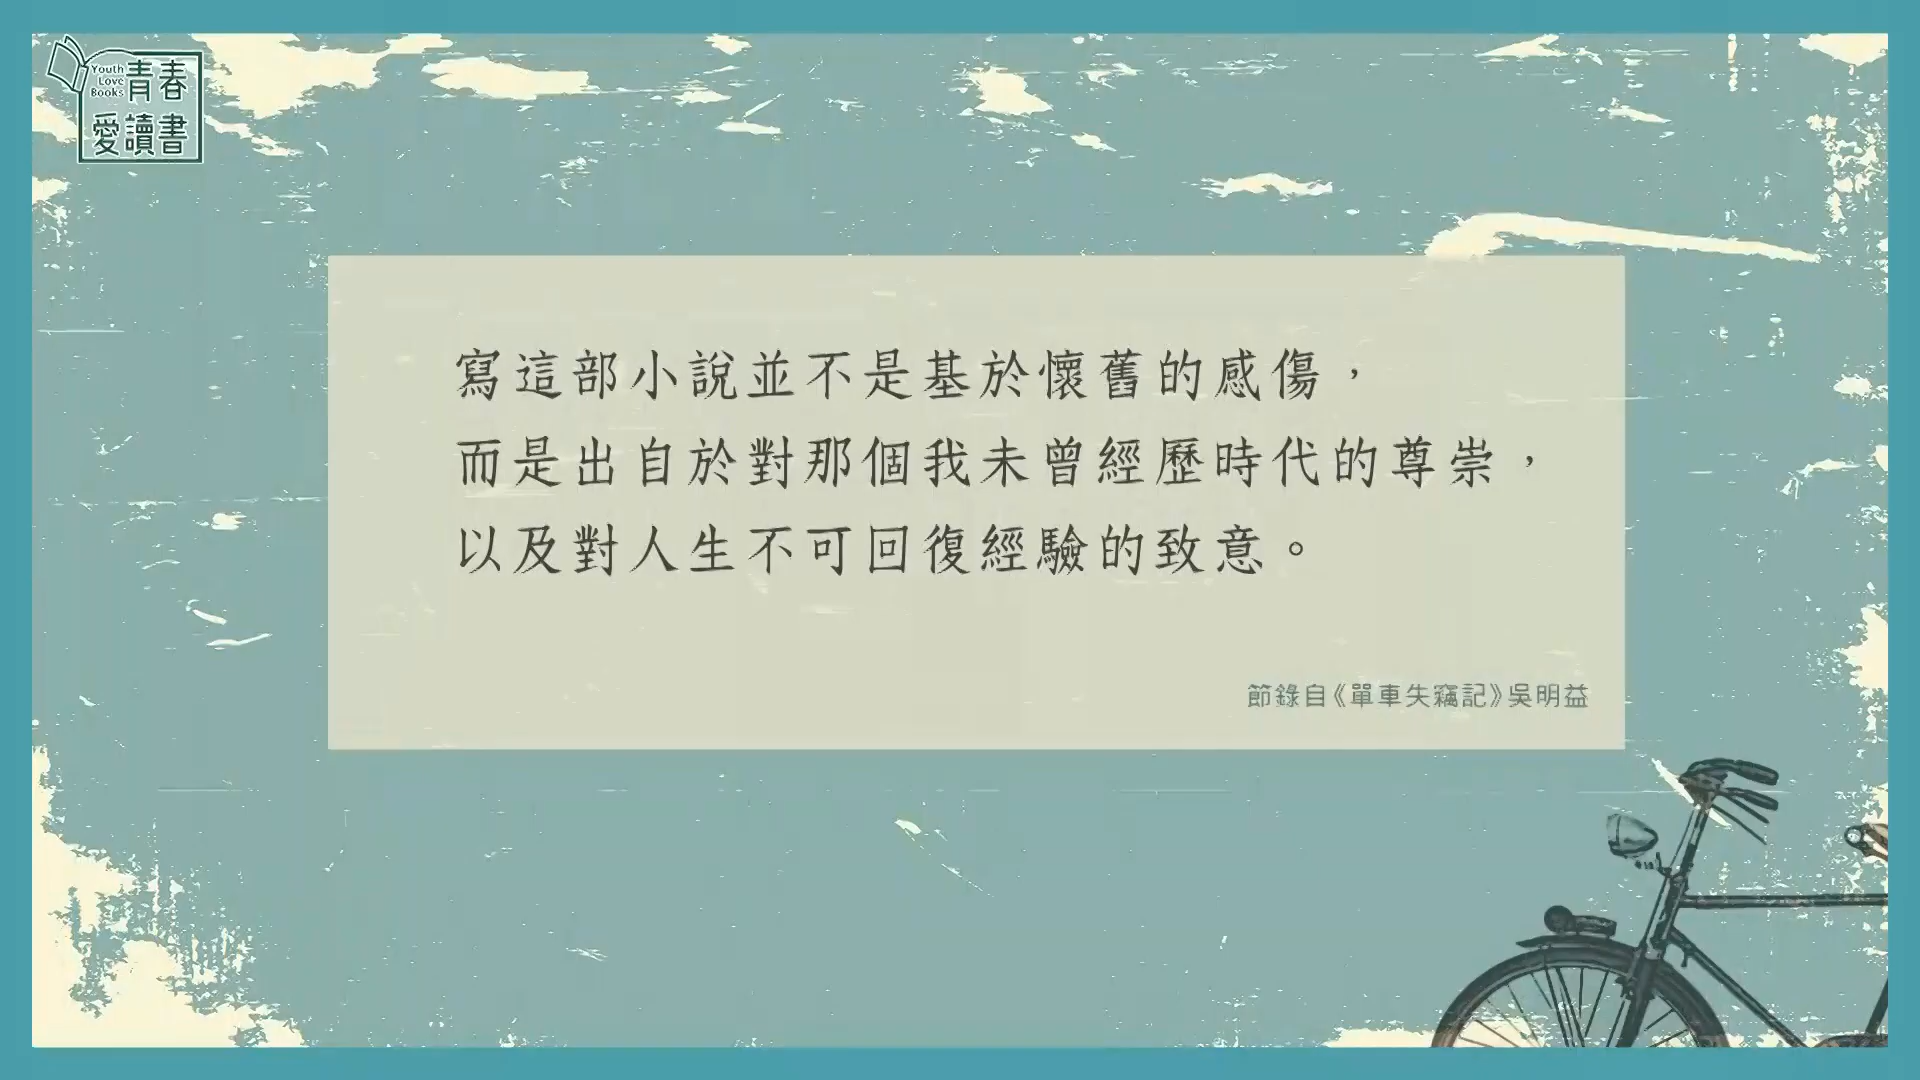 Youth
Love
Books
青春
愛讀書
寫這部小說並不是基於懷舊的感傷，
而是出自於對那個我未曾經歷時代的尊崇，
以及對人生不可回復經驗的致意。
節錄自《單車失竊記》吳明益